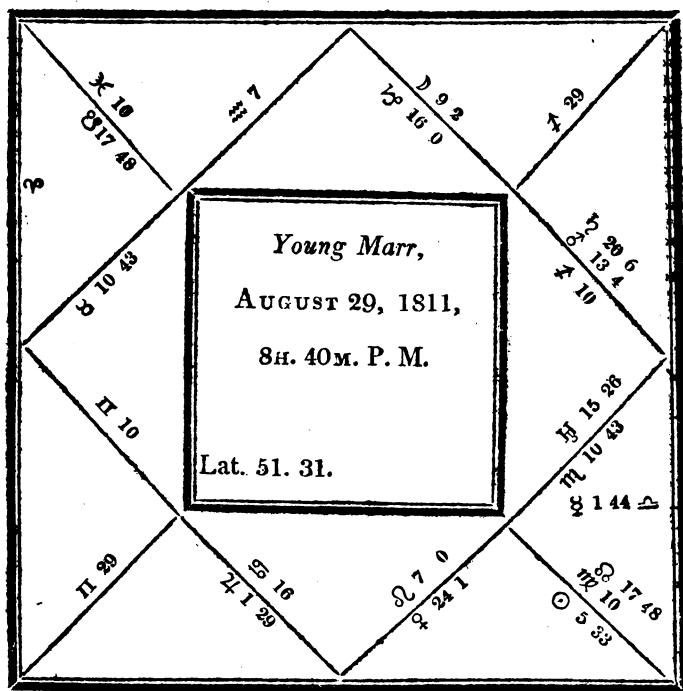 ♓ 10
☋ 17 48
♒ 7
☽ 9 2
♑ 16 0
♐ 29
♈
♄ 20 6
♂ 13 4
♐ 10
♉ 10 43
Young Marr,
AUGUST 29, 1811,
8H. 40M. P. M.
Lat. 51. 31.
♊ 10
♅ 15 26
♏ 10 43
☿ 1 44 ♎
♊ 29
♋ 16
♃ 1 29
♌ 7 0
♀ 24 1
☊ 17 48
♍ 10
☉ 5 33